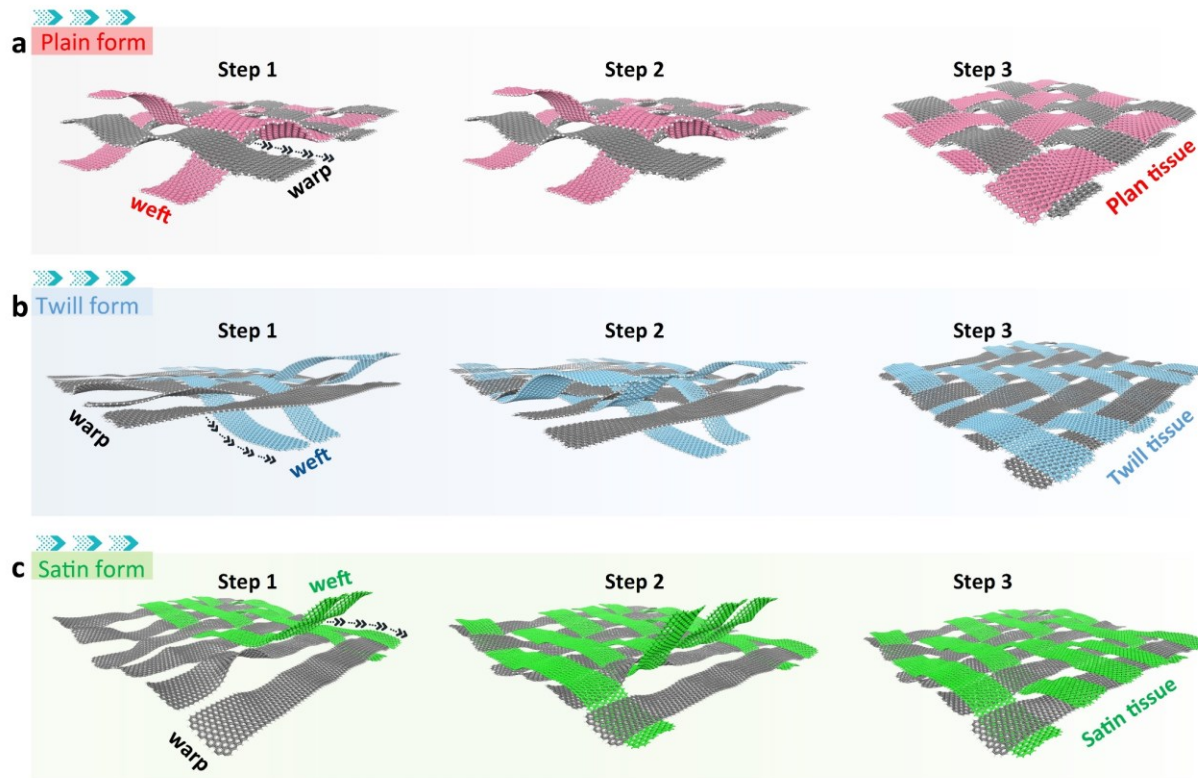 a
Plain form
Step 1
Step 2
Step 3
weft
warp
Plan tissue
b
Twill form
Step 1
Step 2
Step 3
warp
weft
Twill tissue
c
Satin form
Step 1
Step 2
Step 3
weft
warp
Satin tissue